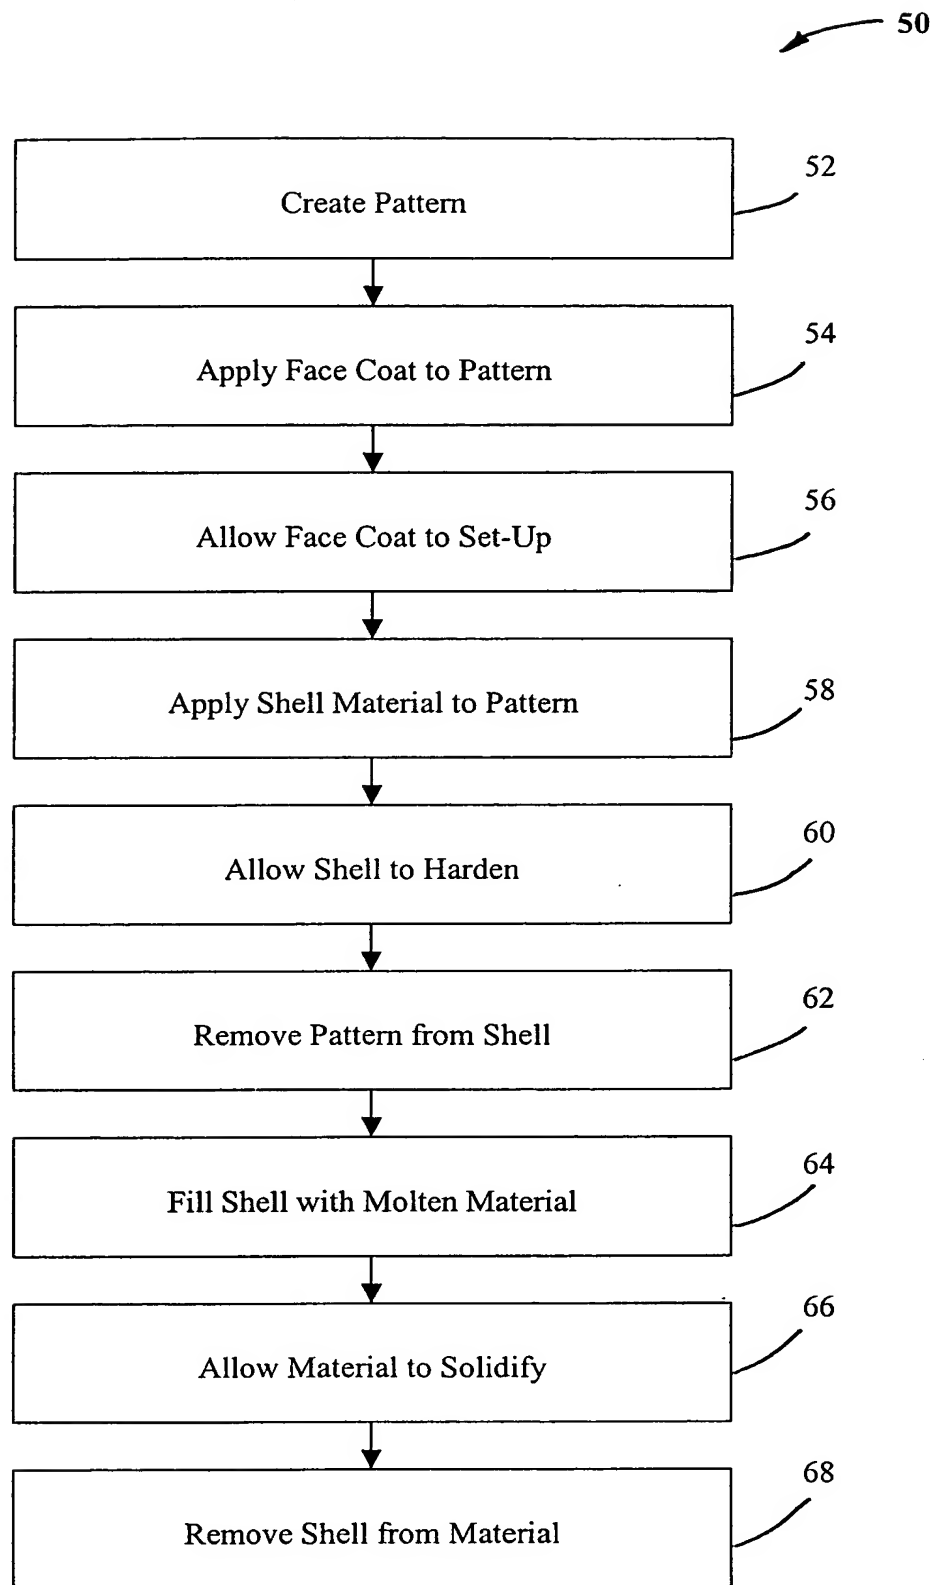 50
Create Pattern
52
Apply Face Coat to Pattern
54
Allow Face Coat to Set-Up
56
Apply Shell Material to Pattern
58
Allow Shell to Harden
60
Remove Pattern from Shell
62
Fill Shell with Molten Material
64
Allow Material to Solidify
66
Remove Shell from Material
68